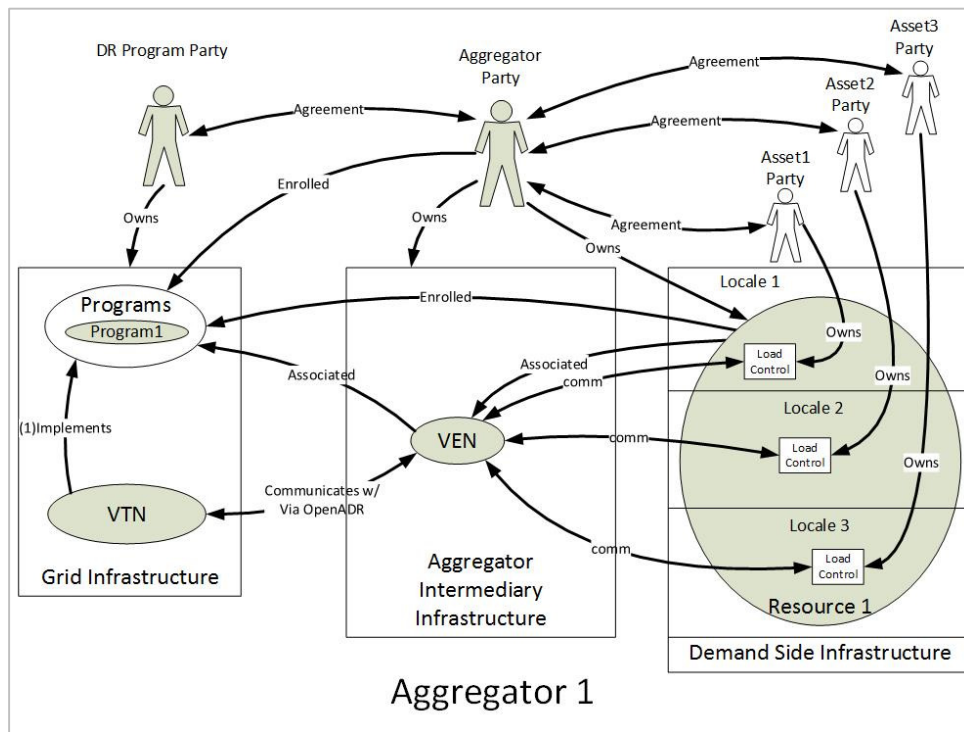 Asset3
Party
DR Program Party
Aggregator
Party
Agreement
Asset2
Party
Agreement
Agreement
Asset1
Party
Enrolled
Owns
Owns
Agreement
Owns
Locale 1
Programs
Program1
Enrolled
Owns
Load
Control
Associated
comm
Associated
Owns
Locale 2
(1)Implements
VEN
comm
Load
Control
Owns
Communicates w/
Via OpenADR
VTN
Locale 3
comm
Load
Control
Grid Infrastructure
Aggregator
Intermediary
Infrastructure
Resource 1
Demand Side Infrastructure
Aggregator 1